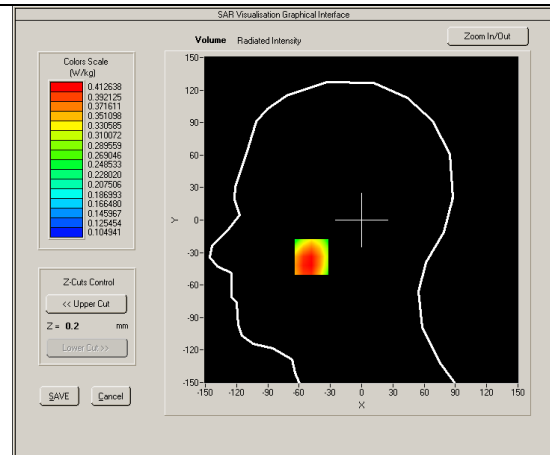 SAR Visualisation Graphical Interface
Volume Radiated Intensity
Zoom In/Out
Colors Scale
(W/kg)
0.412638
0.392125
0.371611
0.351098
0.330585
0.310072
0.289559
0.269046
0.248533
0.228020
0.207506
0.186993
0.166480
0.145967
0.125454
0.104941
Z-Cuts Control
<< Upper Cut
Z = 0.2 mm
Lower Cut >>
SAVE Cancel
150
120
90
60
30
0
-30
-60
-90
-120
-150
Y
-150 -120 -90 -60 -30 0 30 60 90 120 150
X